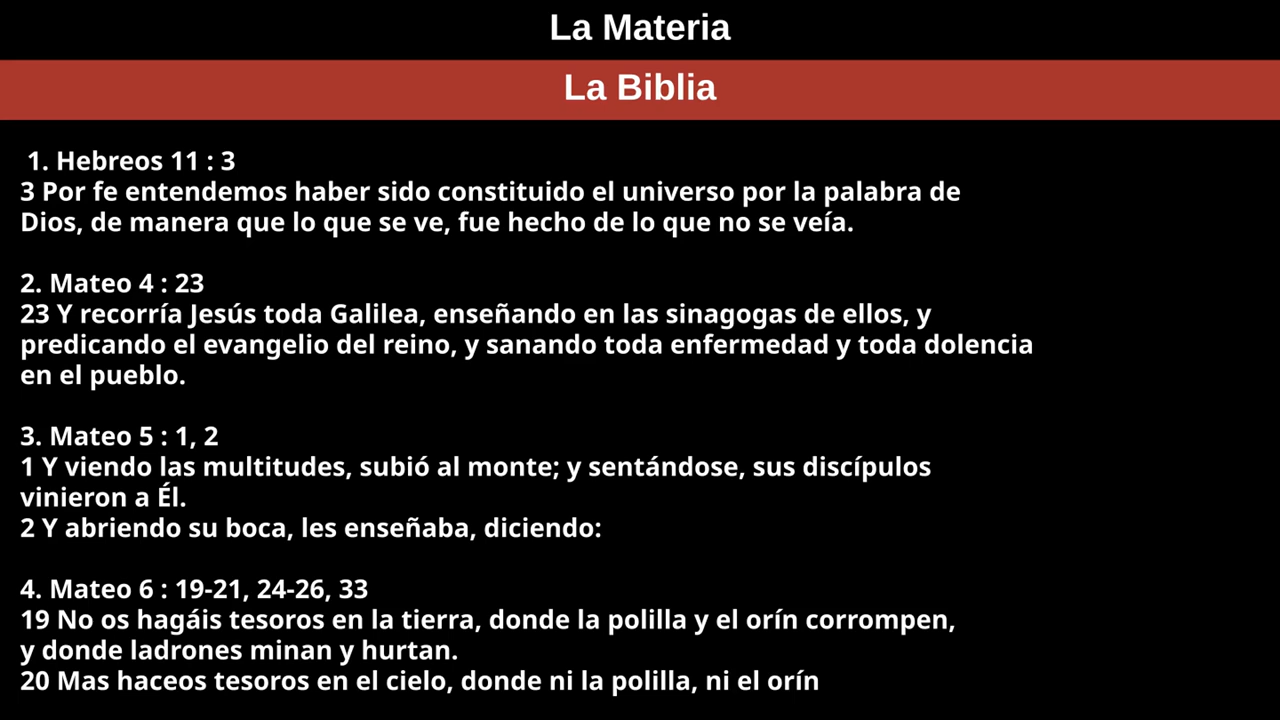 La Materia
La Biblia
1. Hebreos 11 : 3
3 Por fe entendemos haber sido constituido el universo por la palabra de
Dios, de manera que lo que se ve, fue hecho de lo que no se veía.
2. Mateo 4 : 23
23 Y recorría Jesús toda Galilea, enseñando en las sinagogas de ellos, y
predicando el evangelio del reino, y sanando toda enfermedad y toda dolencia
en el pueblo.
3. Mateo 5 : 1, 2
1 Y viendo las multitudes, subió al monte; y sentándose, sus discípulos
vinieron a Él.
2 Y abriendo su boca, les enseñaba, diciendo:
4. Mateo 6 : 19-21, 24-26, 33
19 No os hagáis tesoros en la tierra, donde la polilla y el orín corrompen,
y donde ladrones minan y hurtan.
20 Mas haceos tesoros en el cielo, donde ni la polilla, ni el orín